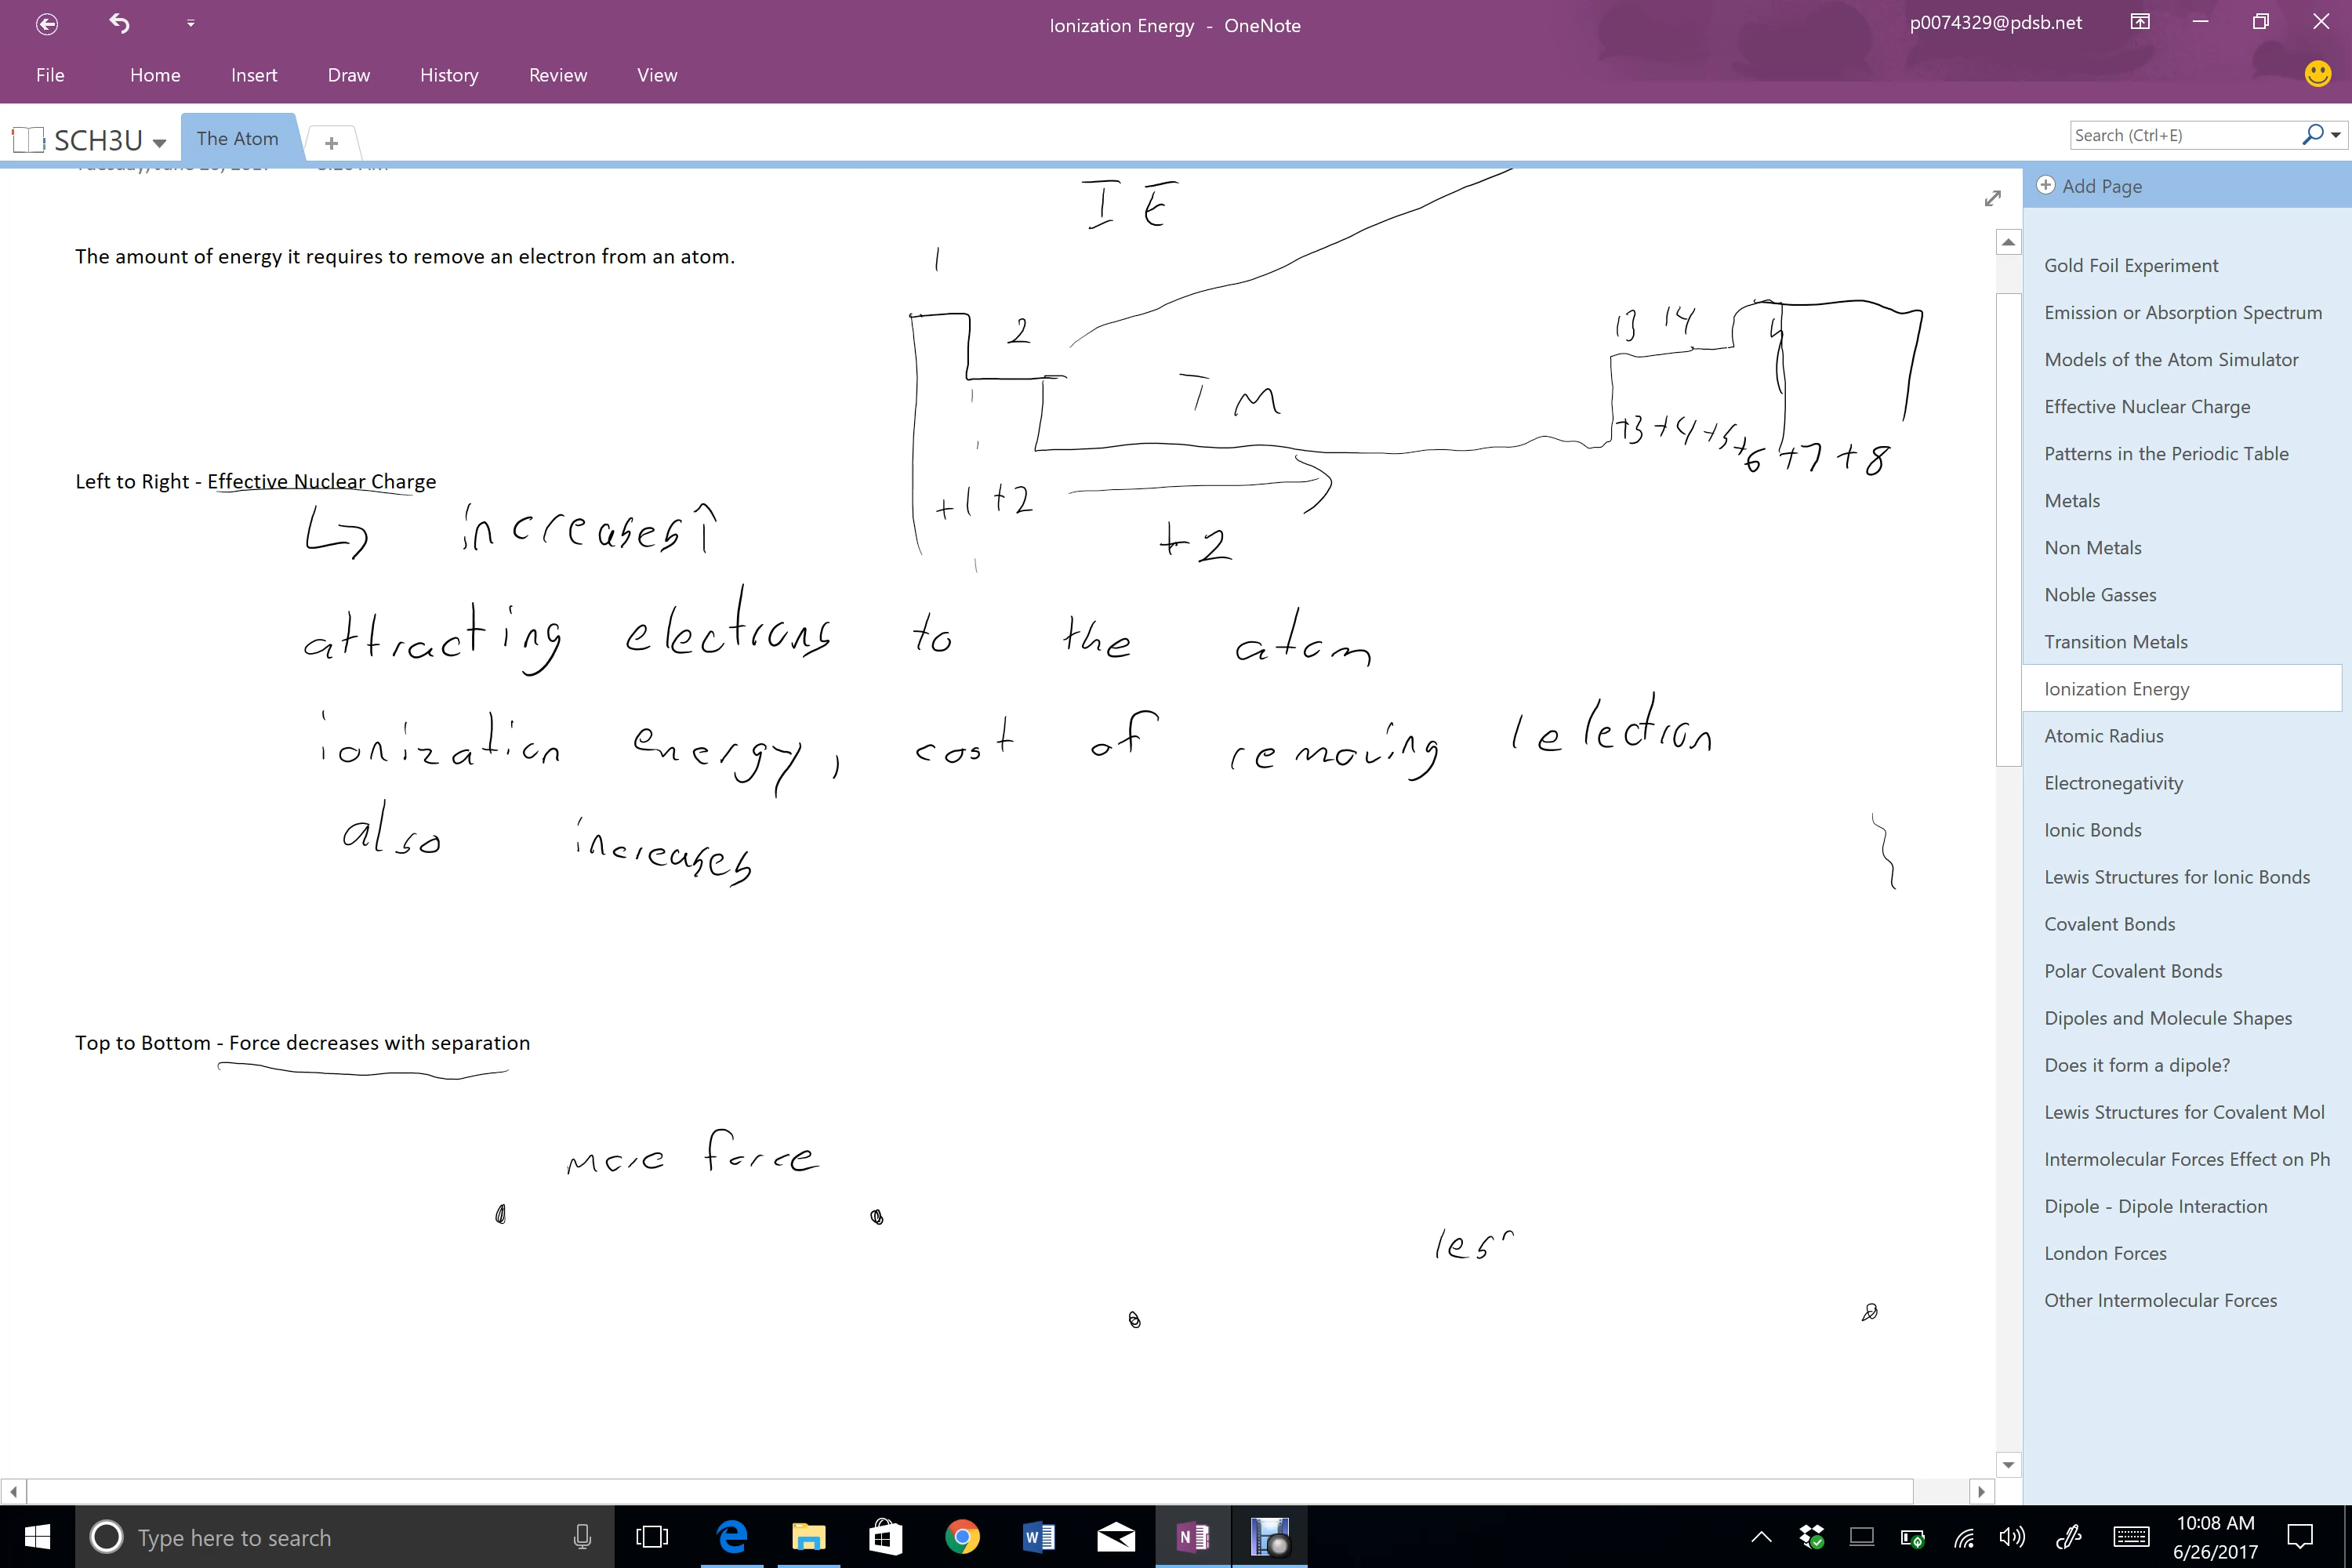 Ionization Energy - OneNote
p0074329@pdsb.net
File Home Insert Draw History Review View
SCH3U The Atom +
Search (Ctrl+E)
I E
The amount of energy it requires to remove an electron from an atom.
1
2
13 14
T M
+3 +4 +5 +6 +7 +8
+1 +2
+2
Left to Right - Effective Nuclear Charge
increases↑
attracting electrons to the atom
ionization energy, cost of removing 1 electron
also increases
Top to Bottom - Force decreases with separation
more force
les
Add Page
Gold Foil Experiment
Emission or Absorption Spectrum
Models of the Atom Simulator
Effective Nuclear Charge
Patterns in the Periodic Table
Metals
Non Metals
Noble Gasses
Transition Metals
Ionization Energy
Atomic Radius
Electronegativity
Ionic Bonds
Lewis Structures for Ionic Bonds
Covalent Bonds
Polar Covalent Bonds
Dipoles and Molecule Shapes
Does it form a dipole?
Lewis Structures for Covalent Mol
Intermolecular Forces Effect on Ph
Dipole - Dipole Interaction
London Forces
Other Intermolecular Forces
Type here to search
10:08 AM
6/26/2017